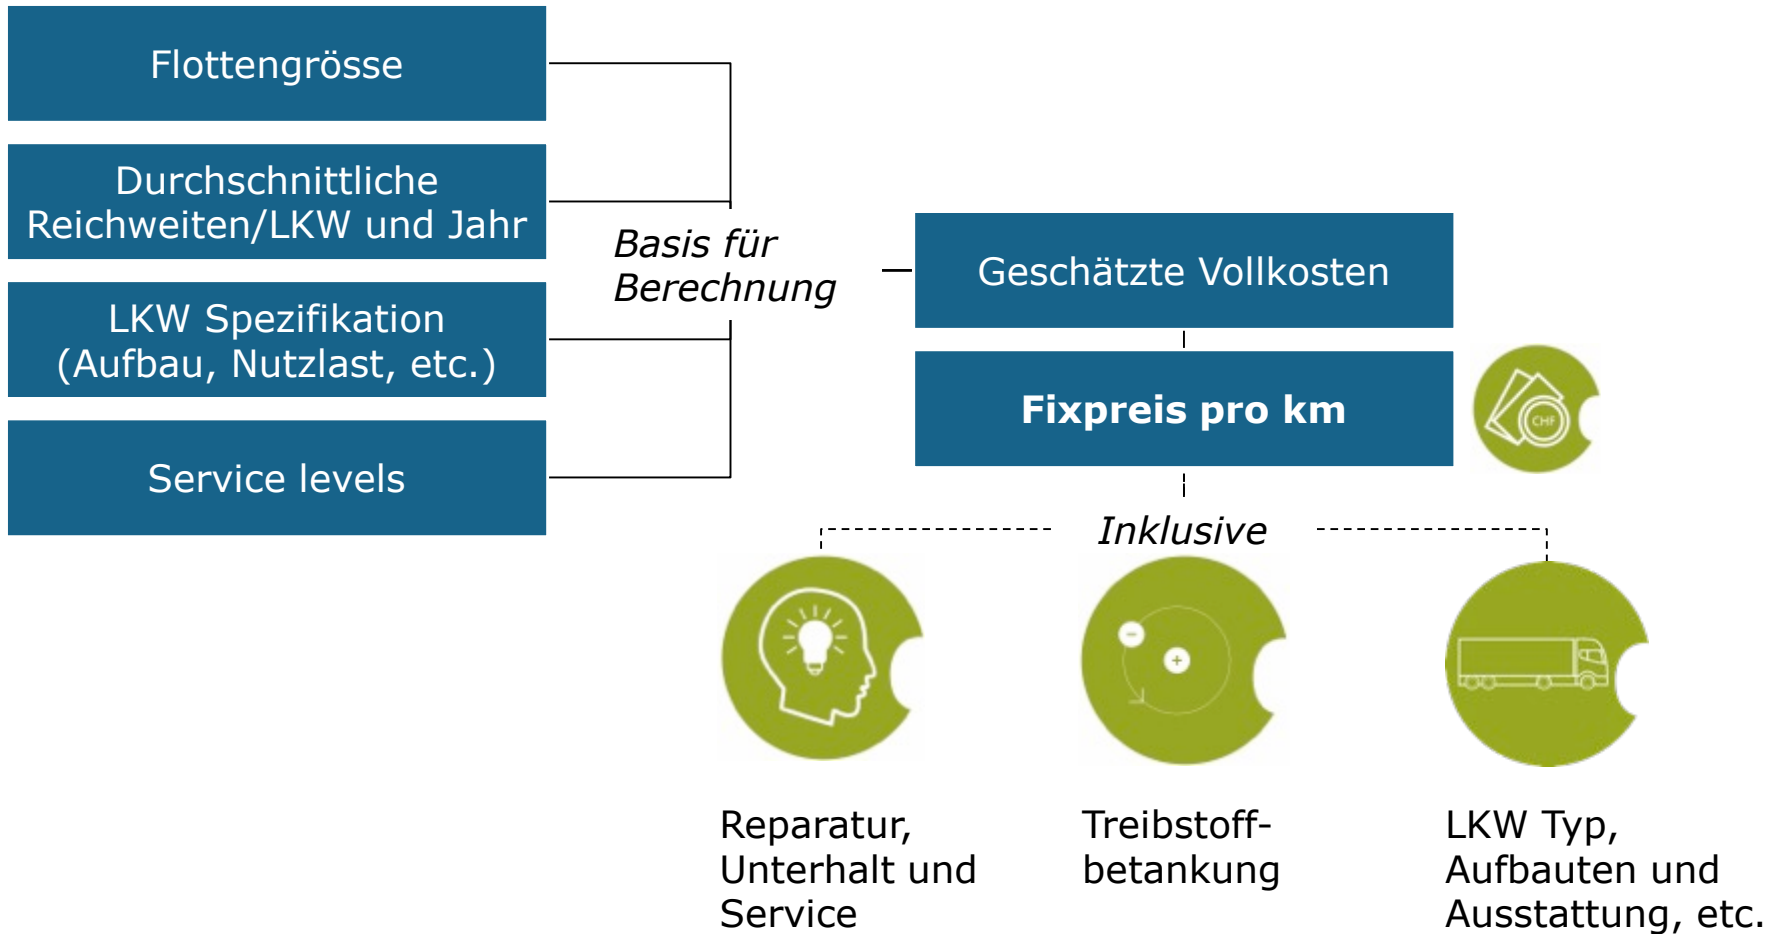 Flottengrösse
Durchschnittliche
Reichweiten/LKW und Jahr
LKW Spezifikation
(Aufbau, Nutzlast, etc.)
Service levels
Basis für
Berechnung
Geschätzte Vollkosten
Fixpreis pro km
CHF
Inklusive
Reparatur,
Unterhalt und
Service
Treibstoff-
betankung
LKW Typ,
Aufbauten und
Ausstattung, etc.